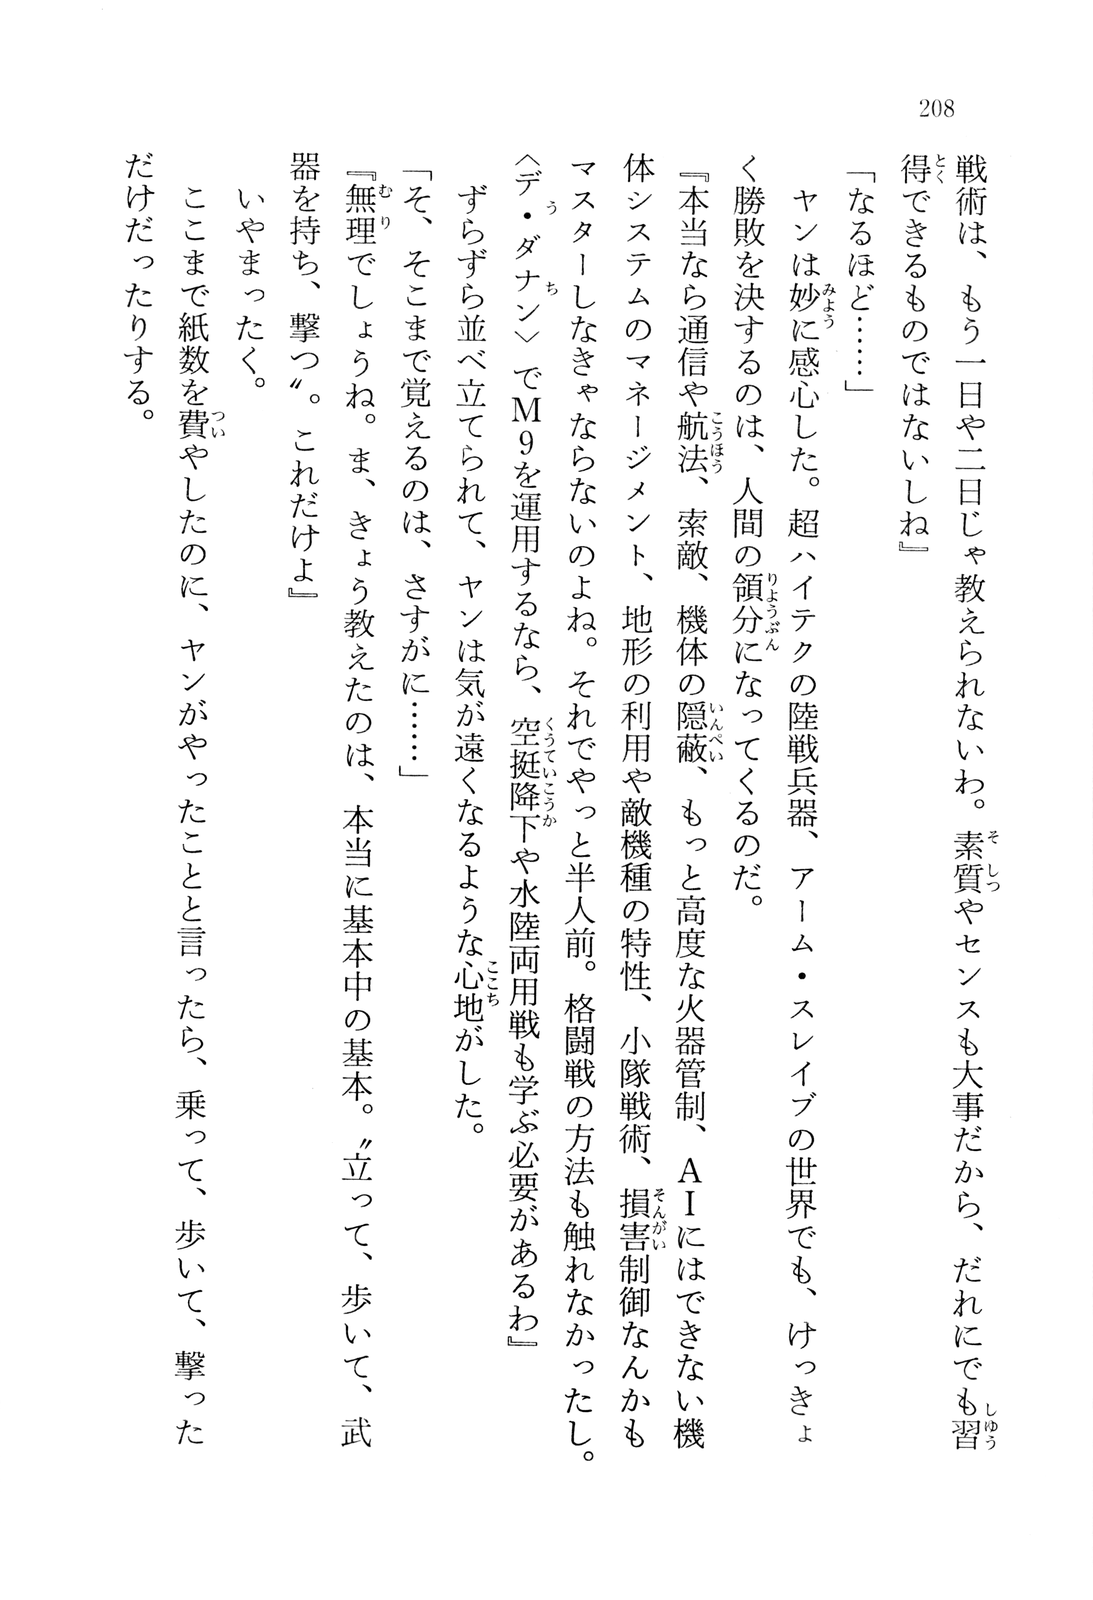 208
戦術は、もう一日や二日じゃ教えられないわ。素質やセンスも大事だから、だれにでも習
得できるものではないしね』
「なるほど……」
　ヤンは妙に感心した。超ハイテクの陸戦兵器、アーム・スレイブの世界でも、けっきょ
く勝敗を決するのは、人間の領分になってくるのだ。
『本当なら通信や航法、索敵、機体の隠蔽、もっと高度な火器管制、ＡＩにはできない機
体システムのマネージメント、地形の利用や敵機種の特性、小隊戦術、損害制御なんかも
マスターしなきゃならないのよね。それでやっと半人前。格闘戦の方法も触れなかったし。
〈デ・ダナン〉でＭ９を運用するなら、空挺降下や水陸両用戦も学ぶ必要があるわ』
　ずらずら並べ立てられて、ヤンは気が遠くなるような心地がした。
「そ、そこまで覚えるのは、さすがに……」
『無理でしょうね。ま、きょう教えたのは、本当に基本中の基本。〝立って、歩いて、武
器を持ち、撃つ〟。これだけよ』
　いやまったく。
　ここまで紙数を費やしたのに、ヤンがやったことと言ったら、乗って、歩いて、撃った
だけだったりする。